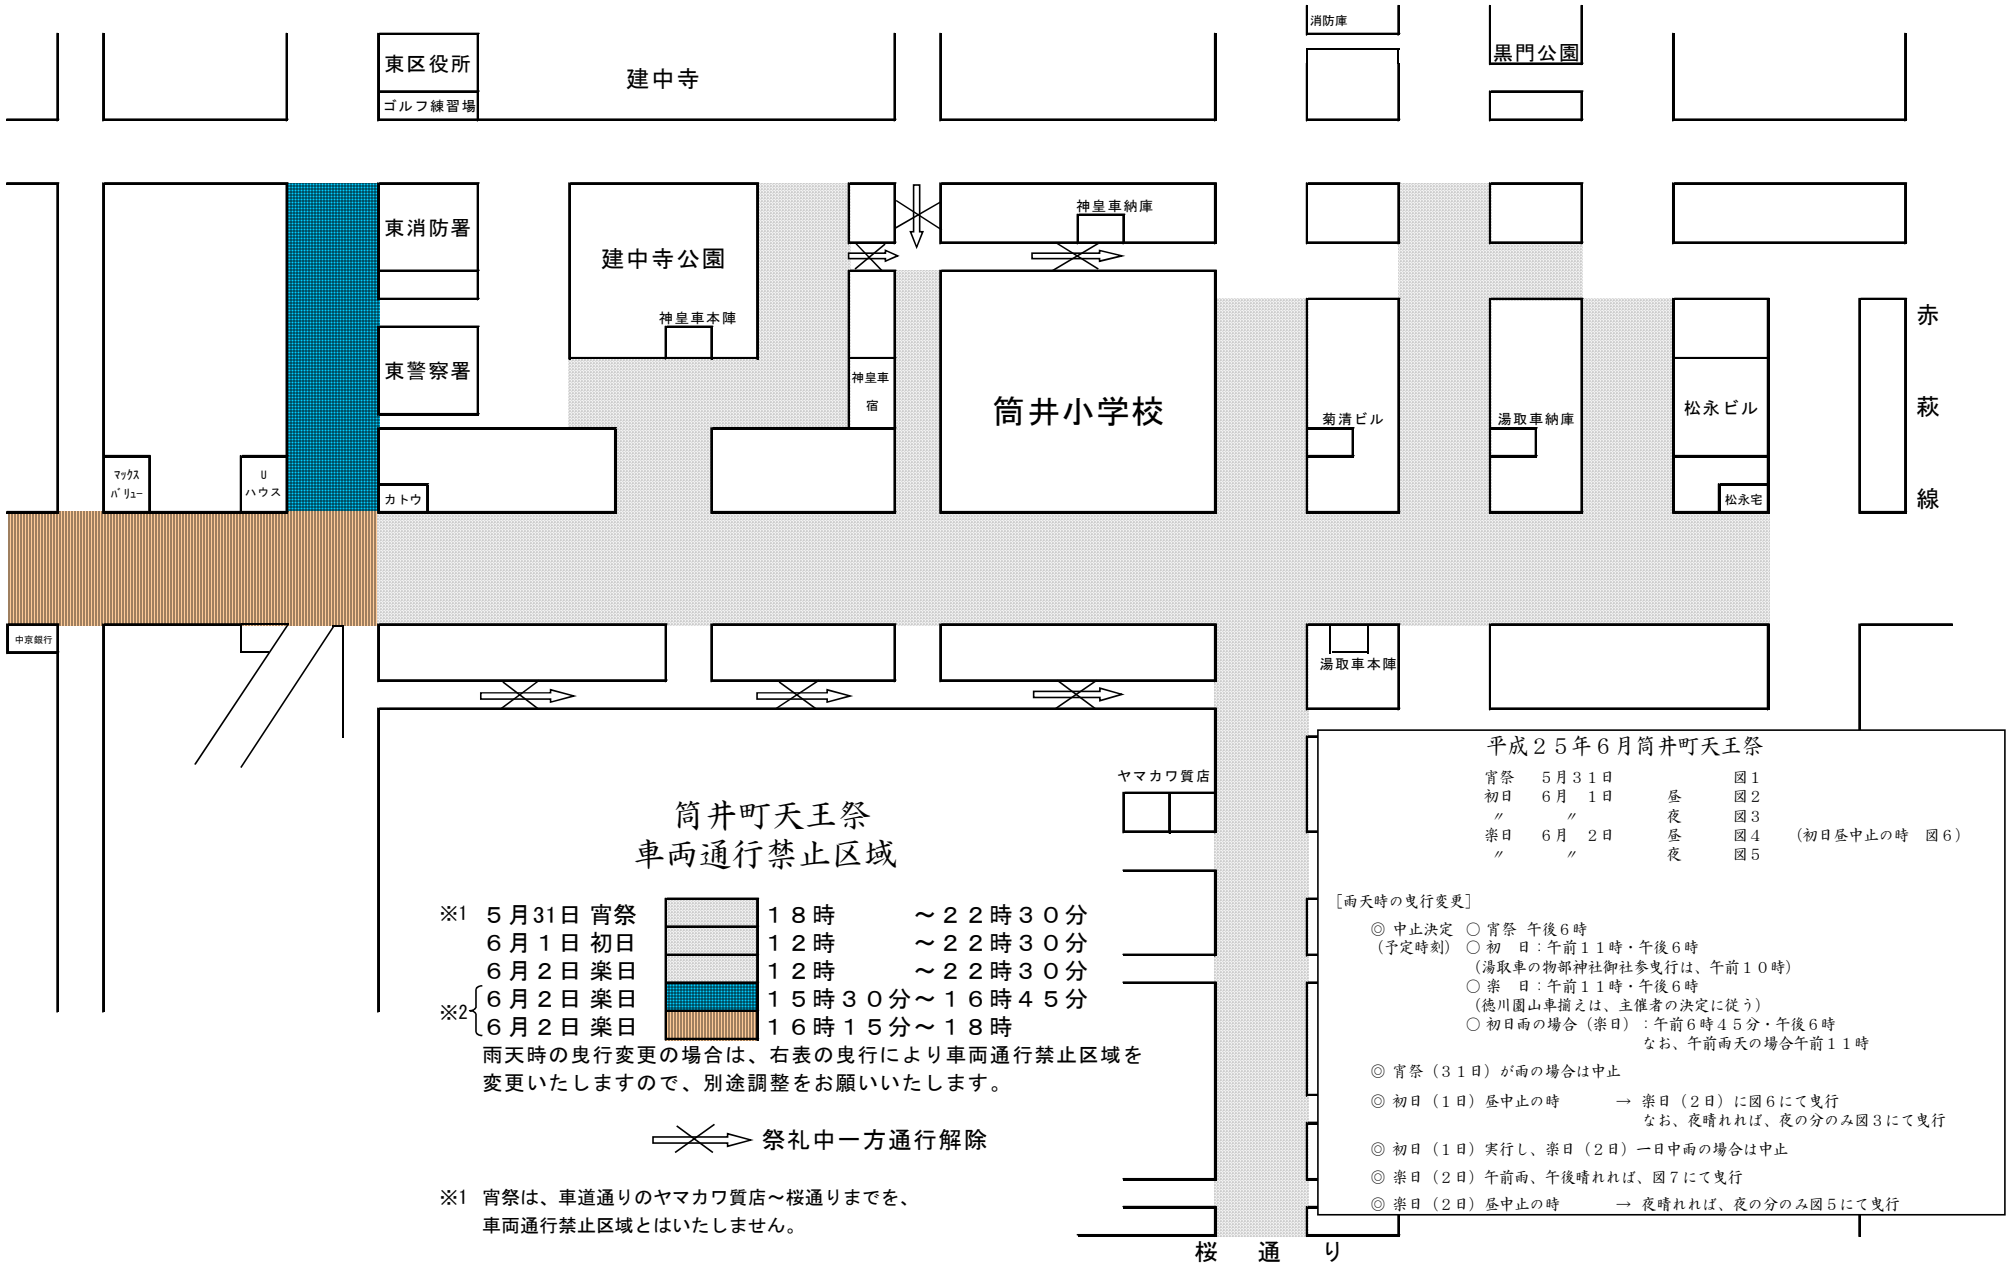 消防庫
東区役所
ゴルフ練習場
建中寺
黒門公園
東消防署
建中寺公園
神皇車納庫
神皇車本陣
東警察署
神皇車
宿
筒井小学校
菊清ビル
湯取車納庫
松永ビル
赤
萩
線
マックス
バリュー
U
ハウス
カトウ
松永宅
中京銀行
湯取車本陣
ヤマカワ質店
筒井町天王祭
車両通行禁止区域
※1 5月31日 宵祭 18時 ～22時30分
6月1日 初日 12時 ～22時30分
6月2日 楽日 12時 ～22時30分
※2
6月2日 楽日 15時30分～16時45分
6月2日 楽日 16時15分～18時
雨天時の曳行変更の場合は、右表の曳行により車両通行禁止区域を
変更いたしますので、別途調整をお願いいたします。
祭礼中一方通行解除
※1 宵祭は、車道通りのヤマカワ質店～桜通りまでを、
車両通行禁止区域とはいたしません。
平成25年6月筒井町天王祭
宵祭 5月31日 図1
初日 6月 1日 昼 図2
〃 〃 夜 図3
楽日 6月 2日 昼 図4 (初日昼中止の時 図6)
〃 〃 夜 図5
[雨天時の曳行変更]
◎ 中止決定 ○ 宵祭 午後6時
(予定時刻) ○ 初 日：午前11時・午後6時
(湯取車の物部神社御社参曳行は、午前10時)
○ 楽 日：午前11時・午後6時
(徳川園山車揃えは、主催者の決定に従う)
○ 初日雨の場合(楽日)：午前6時45分・午後6時
なお、午前雨天の場合午前11時
◎ 宵祭(31日)が雨の場合は中止
◎ 初日(1日)昼中止の時 → 楽日(2日)に図6にて曳行
なお、夜晴れれば、夜の分のみ図3にて曳行
◎ 初日(1日)実行し、楽日(2日)一日中雨の場合は中止
◎ 楽日(2日)午前雨、午後晴れれば、図7にて曳行
◎ 楽日(2日)昼中止の時 → 夜晴れれば、夜の分のみ図5にて曳行
桜 通 り